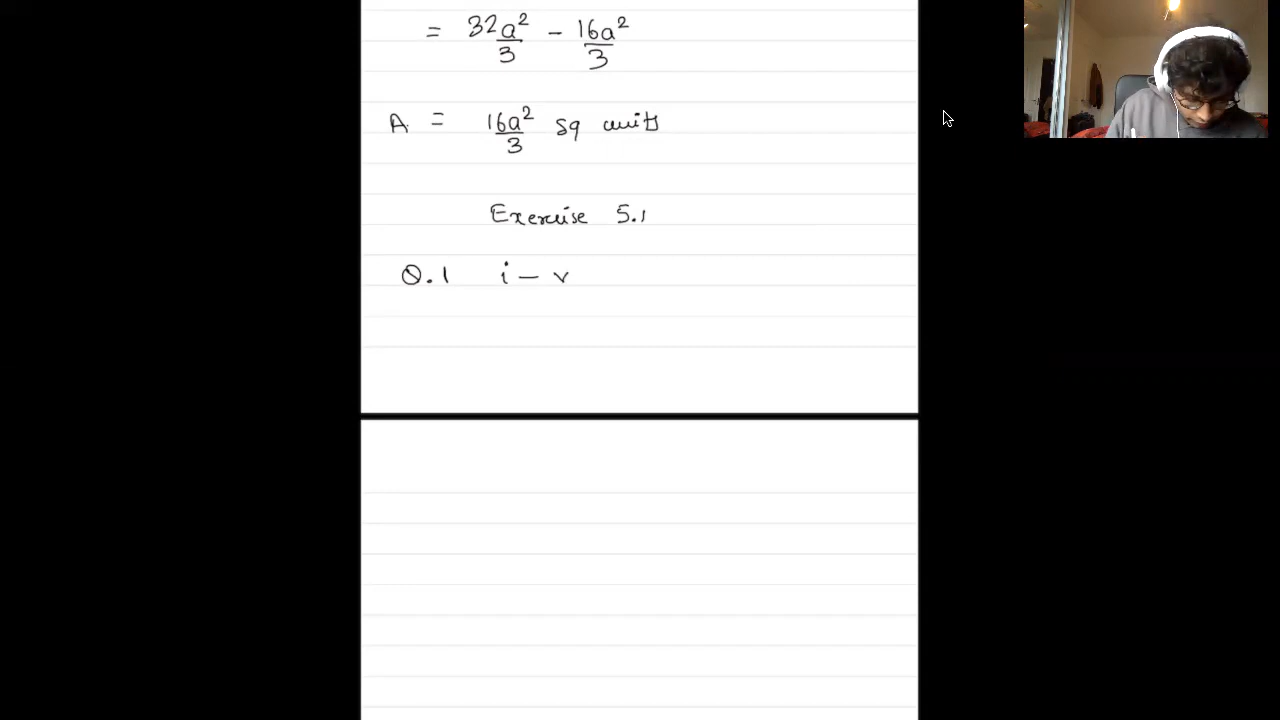 = 32a²/3 - 16a²/3
A = 16a²/3 sq units
Exercise 5.1
Q.1 i – v